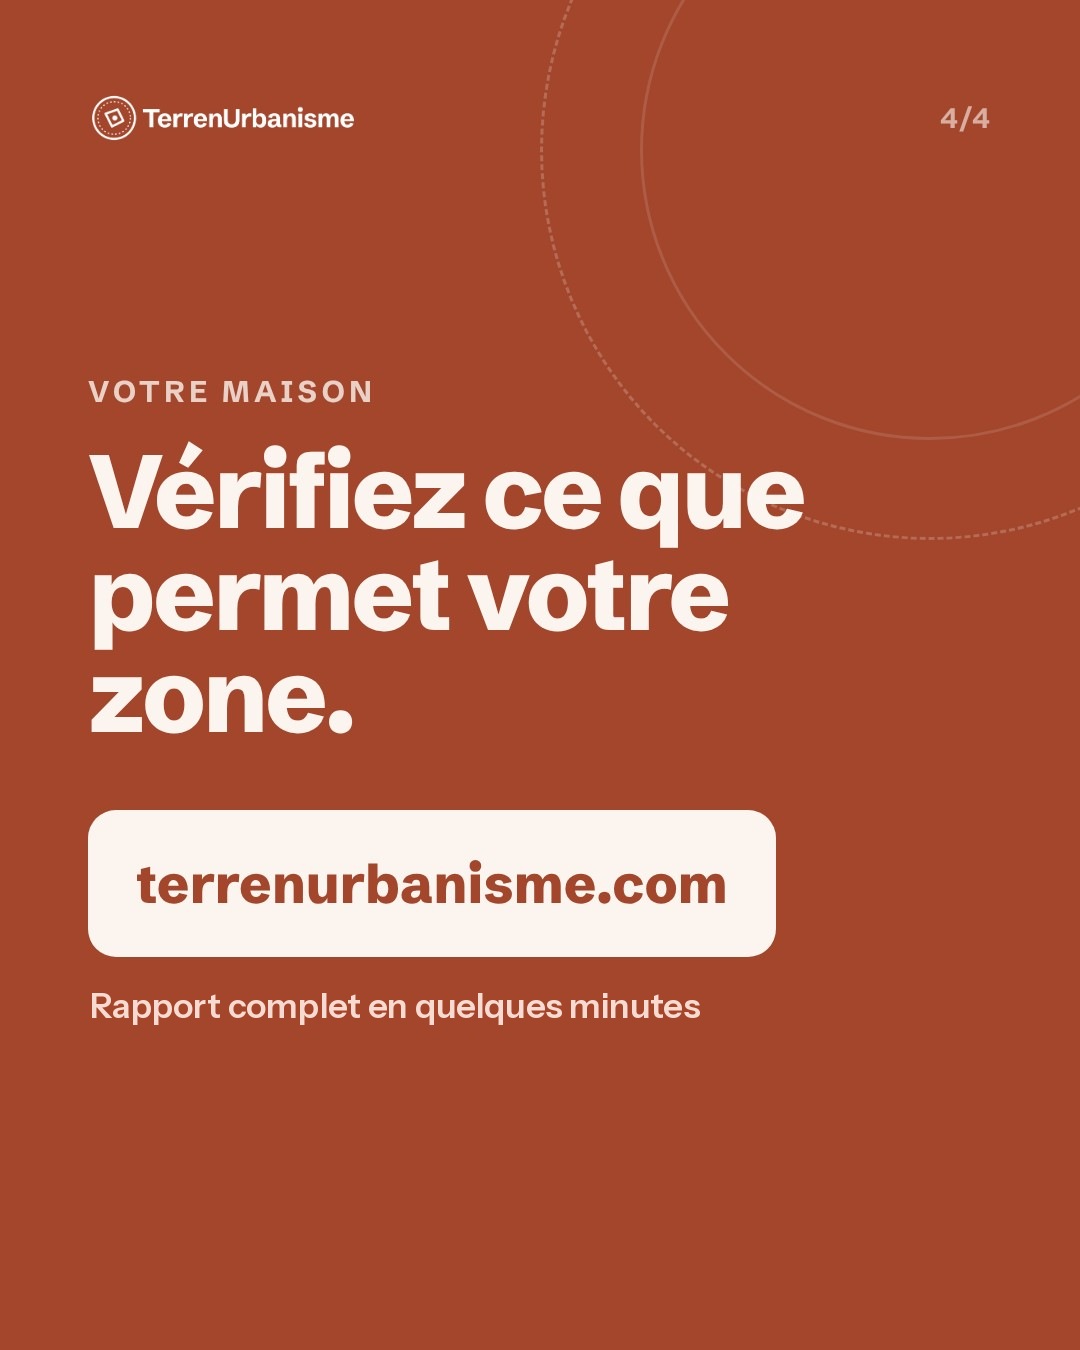 TerrenUrbanisme
4/4
VOTRE MAISON
Vérifiez ce que
permet votre
zone.
terrenurbanisme.com
Rapport complet en quelques minutes